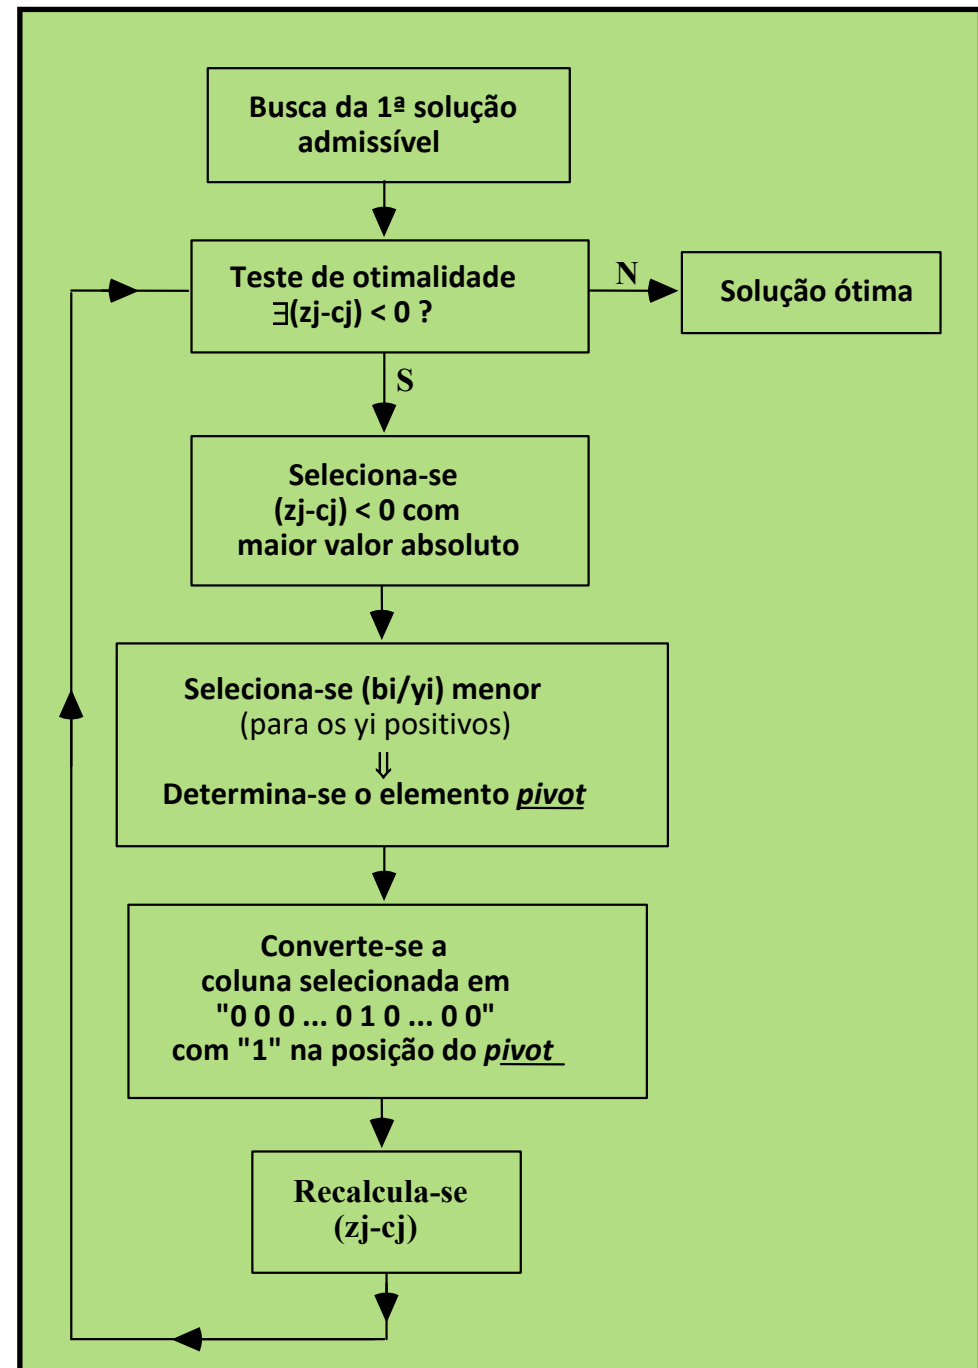 Busca da 1ª solução
admissível
Teste de otimalidade
∃(zj-cj) < 0 ?
N
Solução ótima
S
Seleciona-se
(zj-cj) < 0 com
maior valor absoluto
Seleciona-se (bi/yi) menor
(para os yi positivos)
⇓
Determina-se o elemento pivot
Converte-se a
coluna selecionada em
"0 0 0 ... 0 1 0 ... 0 0"
com "1" na posição do pivot
Recalcula-se
(zj-cj)